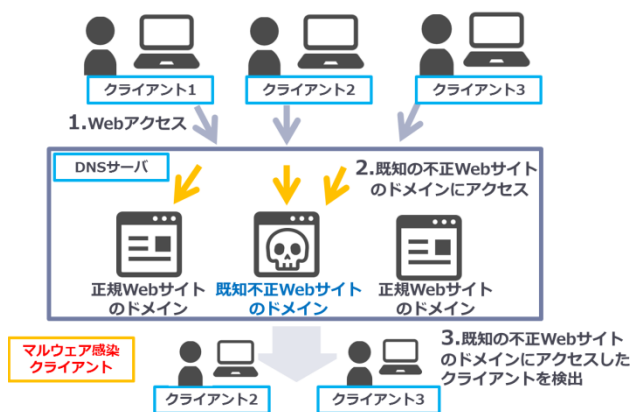 クライアント1
クライアント2
クライアント3
1.Webアクセス
DNSサーバ
2.既知の不正Webサイト
のドメインにアクセス
正規Webサイト
のドメイン
既知不正Webサイト
のドメイン
正規Webサイト
のドメイン
マルウェア感染
クライアント
クライアント2
クライアント3
3.既知の不正Webサイト
のドメインにアクセスした
クライアントを検出